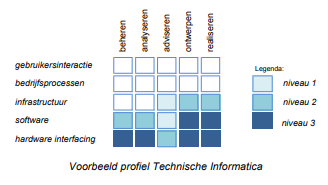 beheren
analyseren
adviseren
ontwerpen
realiseren
gebruikersinteractie
bedrijfsprocessen
infrastructuur
software
hardware interfacing
Legenda:
niveau 1
niveau 2
niveau 3
Voorbeeld profiel Technische Informatica